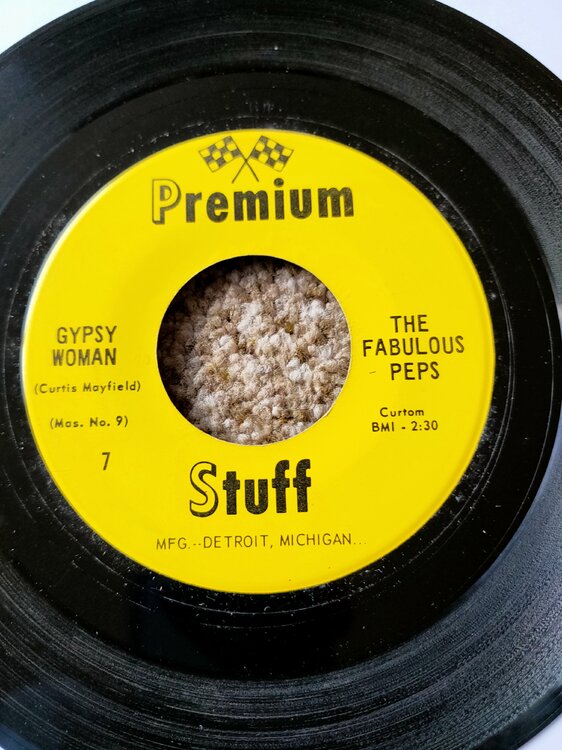 Premium
GYPSY
WOMAN
(Curtis Mayfield)
(Mas. No. 9)
7
THE
FABULOUS
PEPS
Curtom
BMI - 2:30
Stuff
MFG.--DETROIT, MICHIGAN...